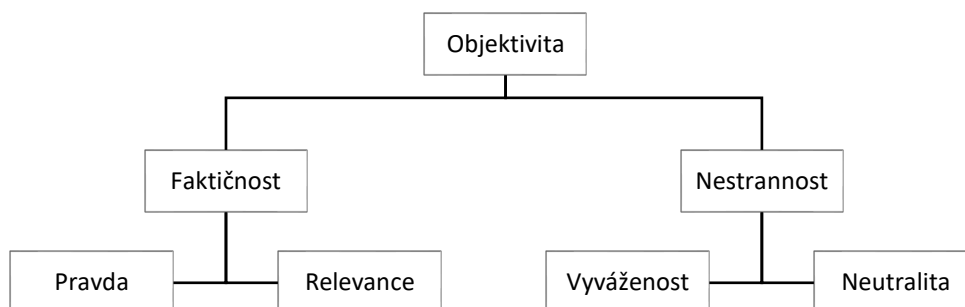 Objektivita
Faktičnost
Nestrannost
Pravda
Relevance
Vyváženost
Neutralita